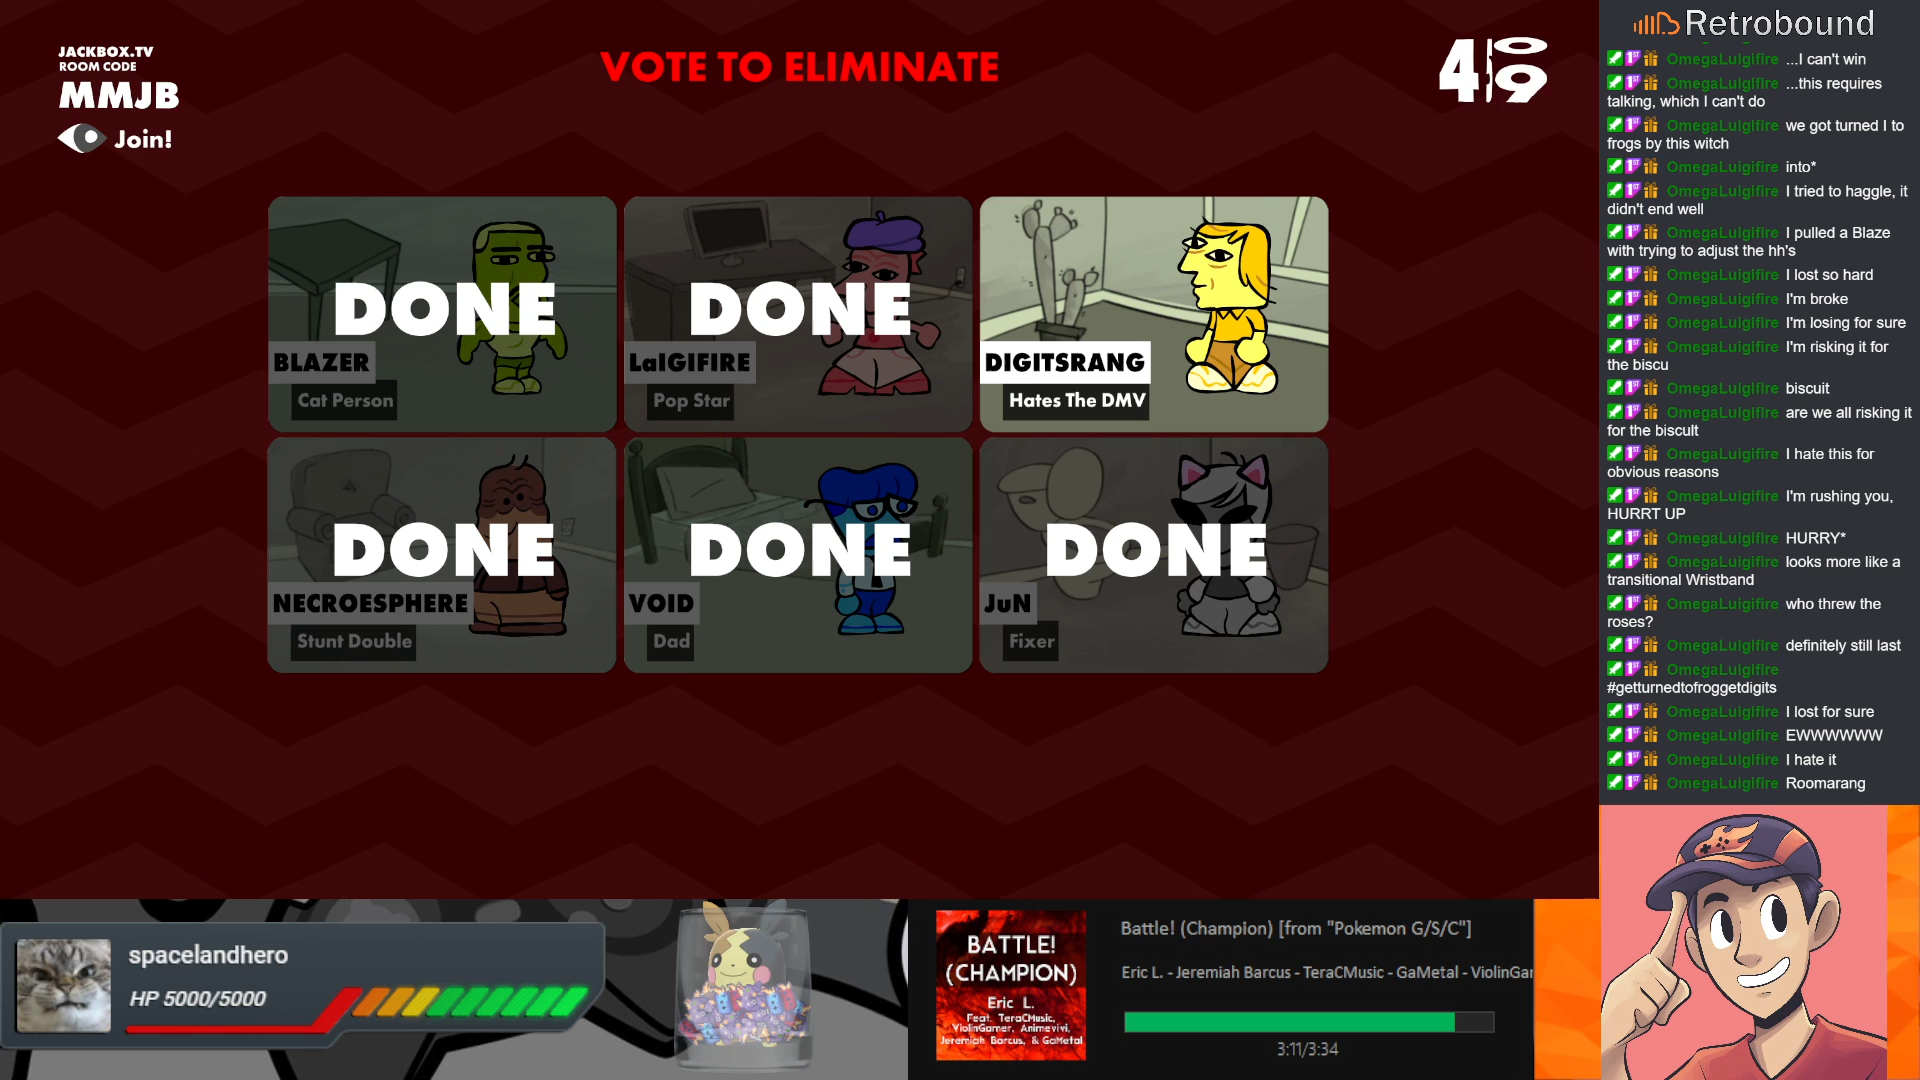 JACKBOX.TV
ROOM CODE
MMJB
Join!
VOTE TO ELIMINATE
DONE
BLAZER
Cat Person
DONE
LaIGIFIRE
Pop Star
DIGITSRANG
Hates The DMV
DONE
NECROESPHERE
Stunt Double
DONE
VOID
Dad
DONE
JuN
Fixer
Retrobound
OmegaLuigifire ...I can't win
OmegaLuigifire ...this requires
talking, which I can't do
OmegaLuigifire we got turned I to
frogs by this witch
OmegaLuigifire into*
OmegaLuigifire I tried to haggle, it
didn't end well
OmegaLuigifire I pulled a Blaze
with trying to adjust the hh's
OmegaLuigifire I lost so hard
OmegaLuigifire I'm broke
OmegaLuigifire I'm losing for sure
OmegaLuigifire I'm risking it for
the biscu
OmegaLuigifire biscuit
OmegaLuigifire are we all risking it
for the biscuIt
OmegaLuigifire I hate this for
obvious reasons
OmegaLuigifire I'm rushing you,
HURRT UP
OmegaLuigifire HURRY*
OmegaLuigifire looks more like a
transitional Wristband
OmegaLuigifire who threw the
roses?
OmegaLuigifire definitely still last
OmegaLuigifire
#getturnedtofroggetdigits
OmegaLuigifire I lost for sure
OmegaLuigifire EWWWWWW
OmegaLuigifire I hate it
OmegaLuigifire Roomarang
spacelandhero
HP 5000/5000
BATTLE!
(CHAMPION)
Eric L.
Feat. TeraCMusic,
ViolinGamer, Animevivi,
Jeremiah Barcus, & GaMetal
Battle! (Champion) [from "Pokemon G/S/C"]
Eric L. - Jeremiah Barcus - TeraCMusic - GaMetal - ViolinGar
3:11/3:34